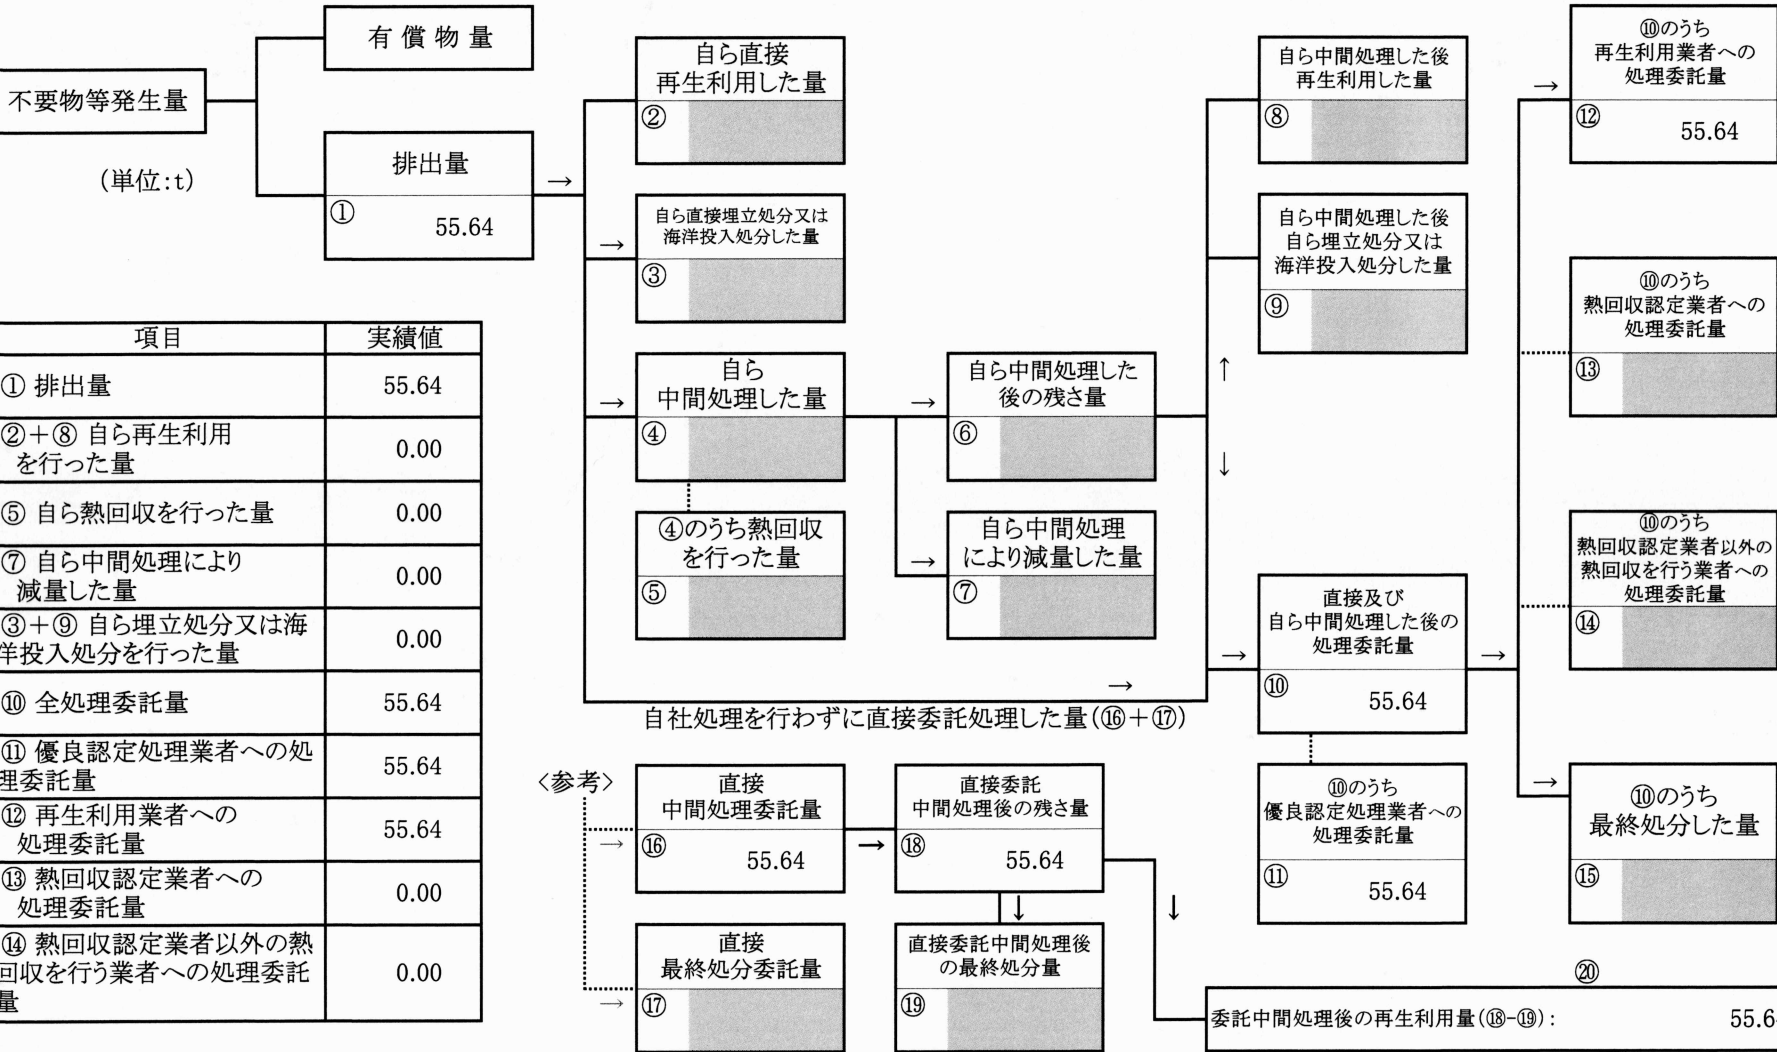 有償物量
不要物等発生量
(単位:t)
排出量
①
55.64
→
自ら直接
再生利用した量
②
自ら直接埋立処分又は
海洋投入処分した量
→
③
自ら
中間処理した量
→
④
④のうち熱回収
を行った量
⑤
自ら中間処理した
後の残さ量
→
⑥
自ら中間処理
により減量した量
→
⑦
自ら中間処理した後
再生利用した量
⑧
自ら中間処理した後
自ら埋立処分又は
海洋投入処分した量
⑨
↑
↓
→
自社処理を行わずに直接委託処理した量(⑯+⑰)
→
直接及び
自ら中間処理した後の
処理委託量
⑩
55.64
→
⑩のうち
優良認定処理業者への
処理委託量
⑪
55.64
⑩のうち
再生利用業者への
処理委託量
→
⑫
55.64
⑩のうち
熱回収認定業者への
処理委託量
⑬
⑩のうち
熱回収認定業者以外の
熱回収を行う業者への
処理委託量
⑭
→
⑩のうち
最終処分した量
⑮
項目 実績値
① 排出量 55.64
②+⑧ 自ら再生利用
を行った量 0.00
⑤ 自ら熱回収を行った量 0.00
⑦ 自ら中間処理により
減量した量 0.00
③+⑨ 自ら埋立処分又は海
洋投入処分を行った量 0.00
⑩ 全処理委託量 55.64
⑪ 優良認定処理業者への処
理委託量 55.64
⑫ 再生利用業者への
処理委託量 55.64
⑬ 熱回収認定業者への
処理委託量 0.00
⑭ 熱回収認定業者以外の熱
回収を行う業者への処理委託
量 0.00
〈参考〉
直接
中間処理委託量
→
⑯
55.64
→
直接委託
中間処理後の残さ量
⑱
55.64
↓
↓
直接
最終処分委託量
→
⑰
直接委託中間処理後
の最終処分量
⑲
⑳
委託中間処理後の再生利用量(⑱-⑲): 55.6